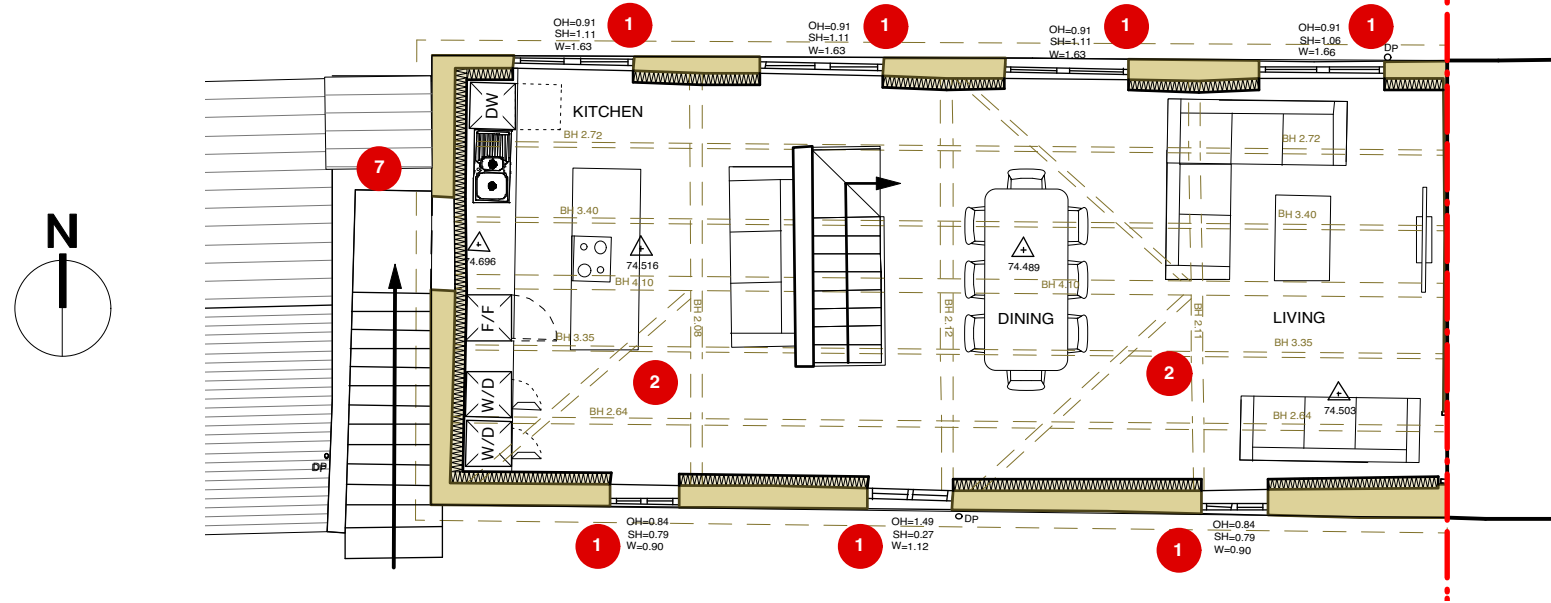 1
1
1
1
OH=0.91
SH=1.11
W=1.63
OH=0.91
SH=1.11
W=1.63
OH=0.91
SH=1.11
W=1.63
OH=0.91
SH=1.06
W=1.66
DP
DW
KITCHEN
BH 2.72
BH 2.72
7
N
BH 3.40
BH 3.40
74.696
74.516
74.489
BH 4.10
BH 4.10
F/F
BH 2.08
BH 2.12
BH 2.11
DINING
LIVING
BH 3.35
BH 3.35
2
2
W/D
W/D
BH 2.64
BH 2.64
74.503
DP
OH=0.84
SH=0.79
W=0.90
OH=1.49
SH=0.27
W=1.12
DP
OH=0.84
SH=0.79
W=0.90
1
1
1